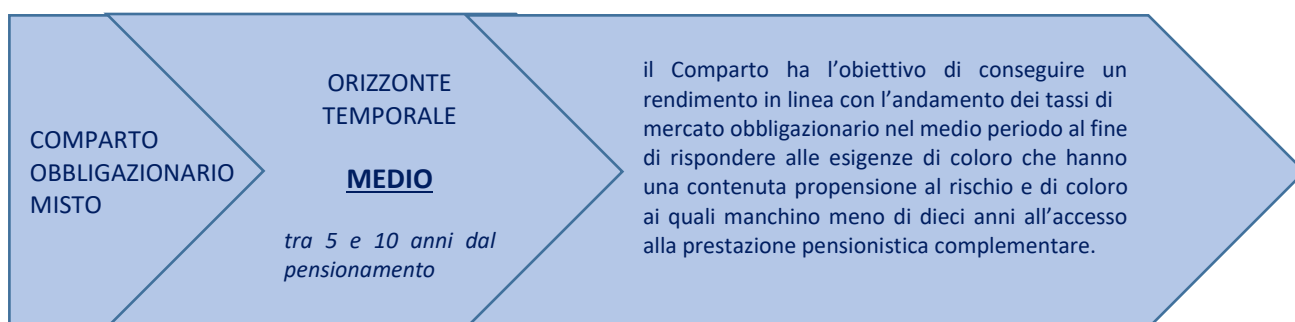 COMPARTO
OBBLIGAZIONARIO
MISTO
ORIZZONTE
TEMPORALE
MEDIO
tra 5 e 10 anni dal
pensionamento
il Comparto ha l’obiettivo di conseguire un
rendimento in linea con l’andamento dei tassi di
mercato obbligazionario nel medio periodo al fine
di rispondere alle esigenze di coloro che hanno
una contenuta propensione al rischio e di coloro
ai quali manchino meno di dieci anni all’accesso
alla prestazione pensionistica complementare.